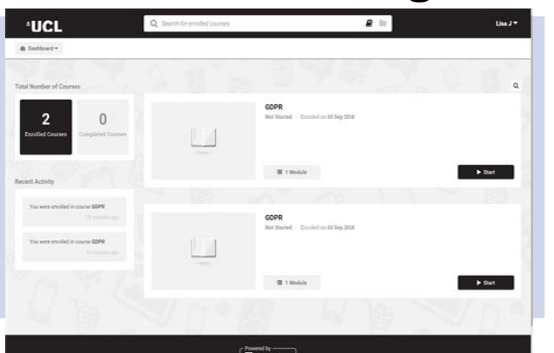 UCL
Search for enrolled courses
Lisa J
Dashboard
Total Number of Courses
2
Enrolled Courses
0
Completed Courses
Recent Activity
You were enrolled in course GDPR
You were enrolled in course GDPR
GDPR
Not Started Enrolled on 03 Sep 2018
1 Module
Start
GDPR
Not Started Enrolled on 03 Sep 2018
1 Module
Start
Powered by